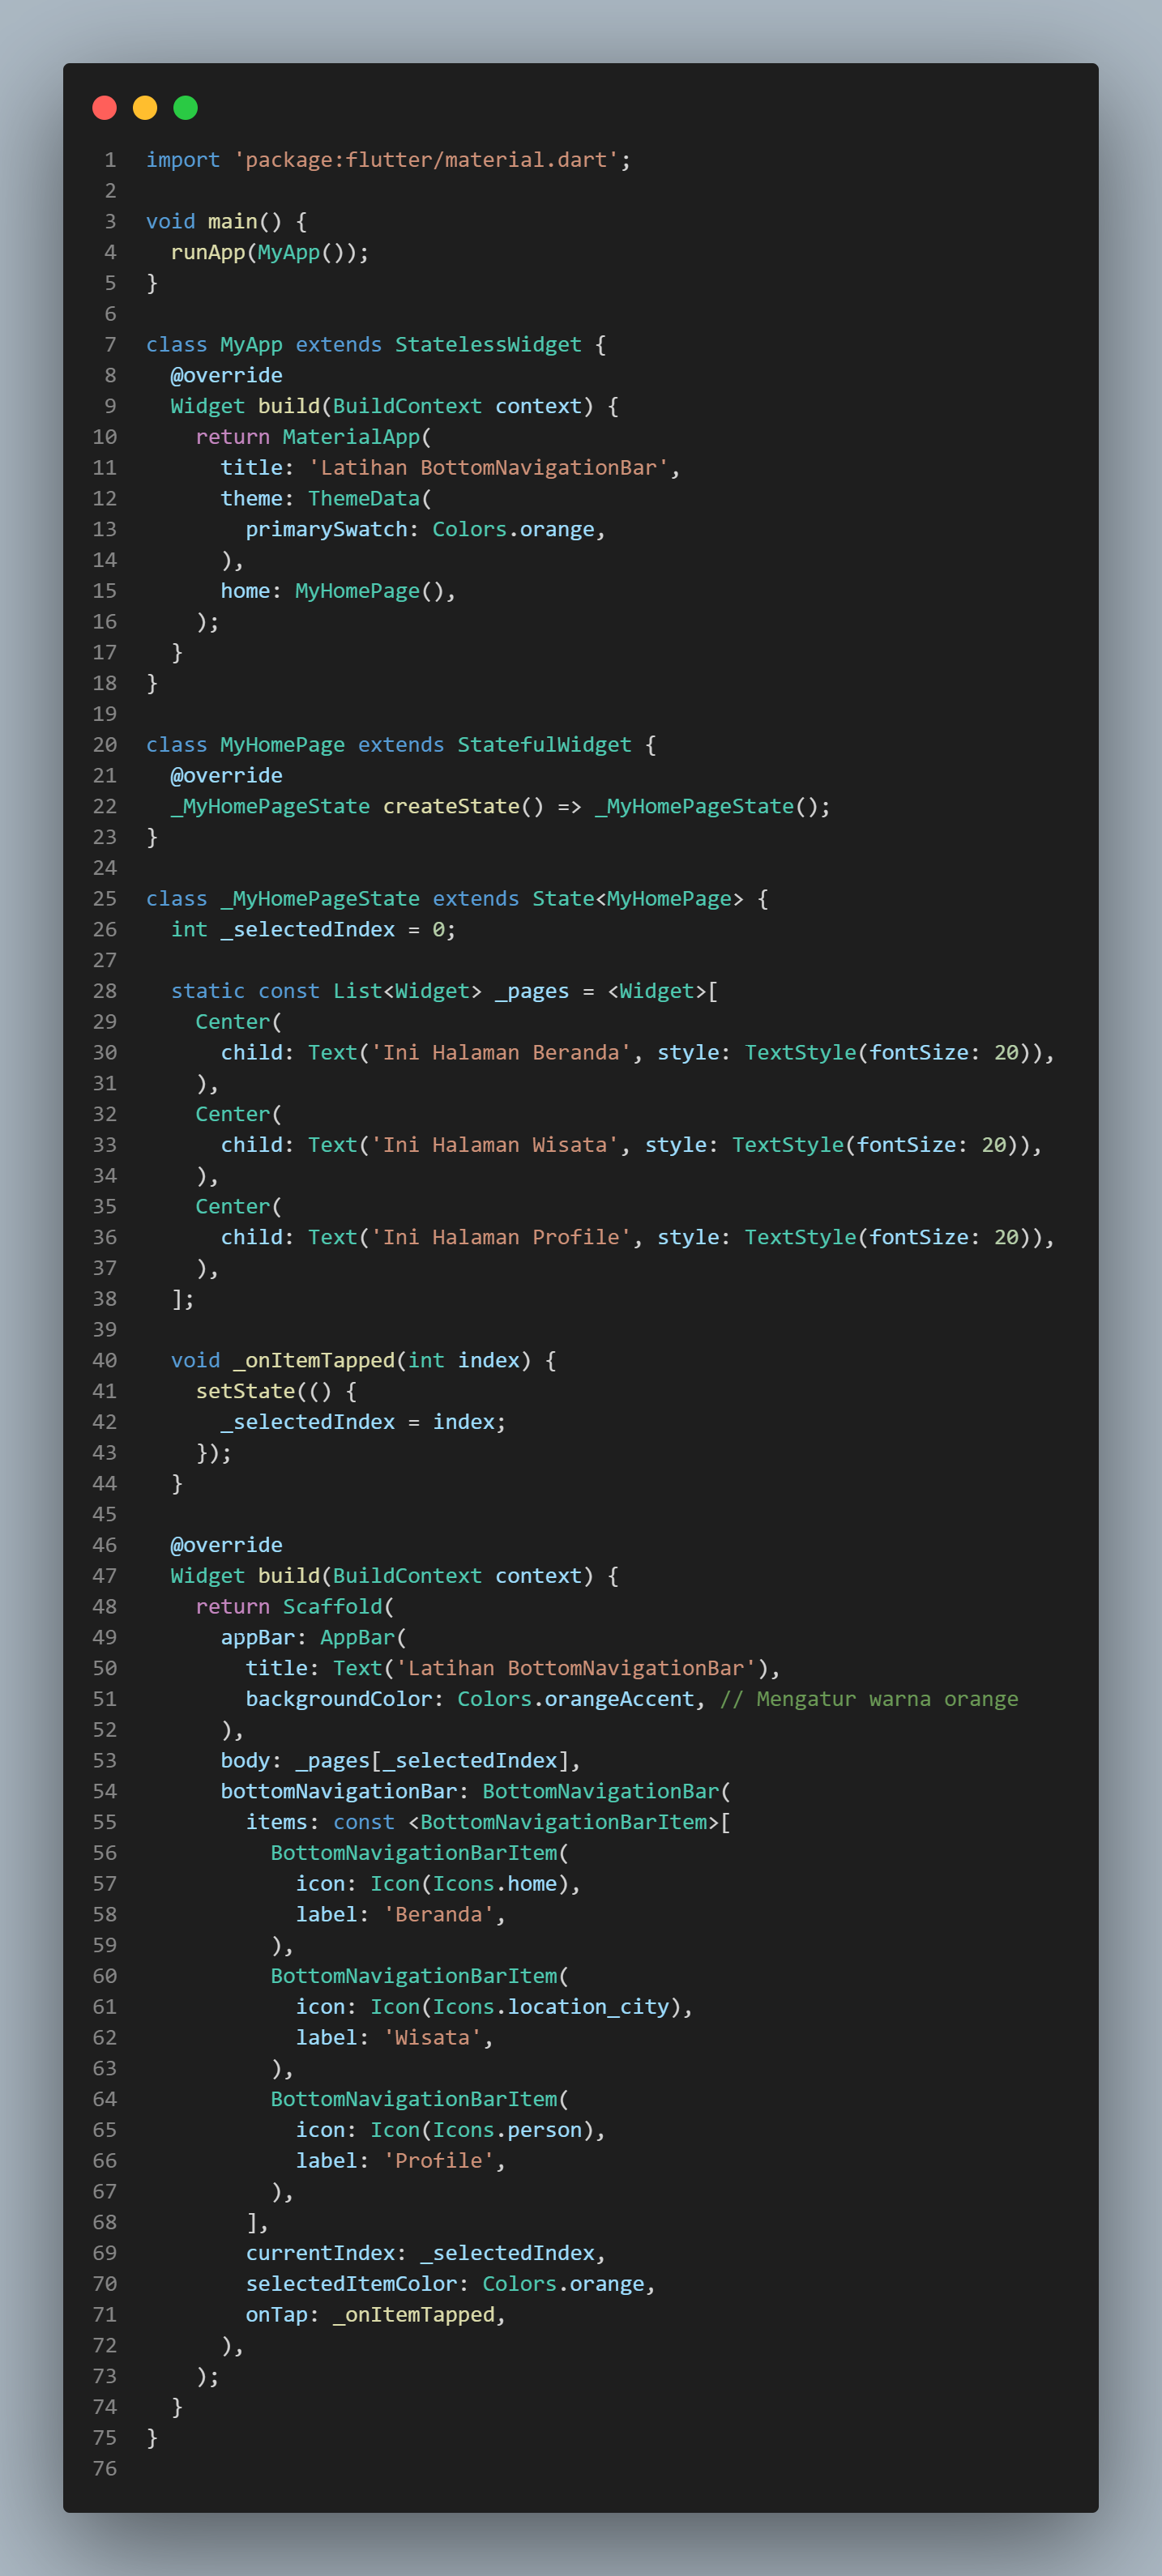 1 import 'package:flutter/material.dart';
2
3 void main() {
4   runApp(MyApp());
5 }
6
7 class MyApp extends StatelessWidget {
8   @override
9   Widget build(BuildContext context) {
10     return MaterialApp(
11       title: 'Latihan BottomNavigationBar',
12       theme: ThemeData(
13         primarySwatch: Colors.orange,
14       ),
15       home: MyHomePage(),
16     );
17   }
18 }
19
20 class MyHomePage extends StatefulWidget {
21   @override
22   _MyHomePageState createState() => _MyHomePageState();
23 }
24
25 class _MyHomePageState extends State<MyHomePage> {
26   int _selectedIndex = 0;
27
28   static const List<Widget> _pages = <Widget>[
29     Center(
30       child: Text('Ini Halaman Beranda', style: TextStyle(fontSize: 20)),
31     ),
32     Center(
33       child: Text('Ini Halaman Wisata', style: TextStyle(fontSize: 20)),
34     ),
35     Center(
36       child: Text('Ini Halaman Profile', style: TextStyle(fontSize: 20)),
37     ),
38   ];
39
40   void _onItemTapped(int index) {
41     setState(() {
42       _selectedIndex = index;
43     });
44   }
45
46   @override
47   Widget build(BuildContext context) {
48     return Scaffold(
49       appBar: AppBar(
50         title: Text('Latihan BottomNavigationBar'),
51         backgroundColor: Colors.orangeAccent, // Mengatur warna orange
52       ),
53       body: _pages[_selectedIndex],
54       bottomNavigationBar: BottomNavigationBar(
55         items: const <BottomNavigationBarItem>[
56           BottomNavigationBarItem(
57             icon: Icon(Icons.home),
58             label: 'Beranda',
59           ),
60           BottomNavigationBarItem(
61             icon: Icon(Icons.location_city),
62             label: 'Wisata',
63           ),
64           BottomNavigationBarItem(
65             icon: Icon(Icons.person),
66             label: 'Profile',
67           ),
68         ],
69         currentIndex: _selectedIndex,
70         selectedItemColor: Colors.orange,
71         onTap: _onItemTapped,
72       ),
73     );
74   }
75 }
76